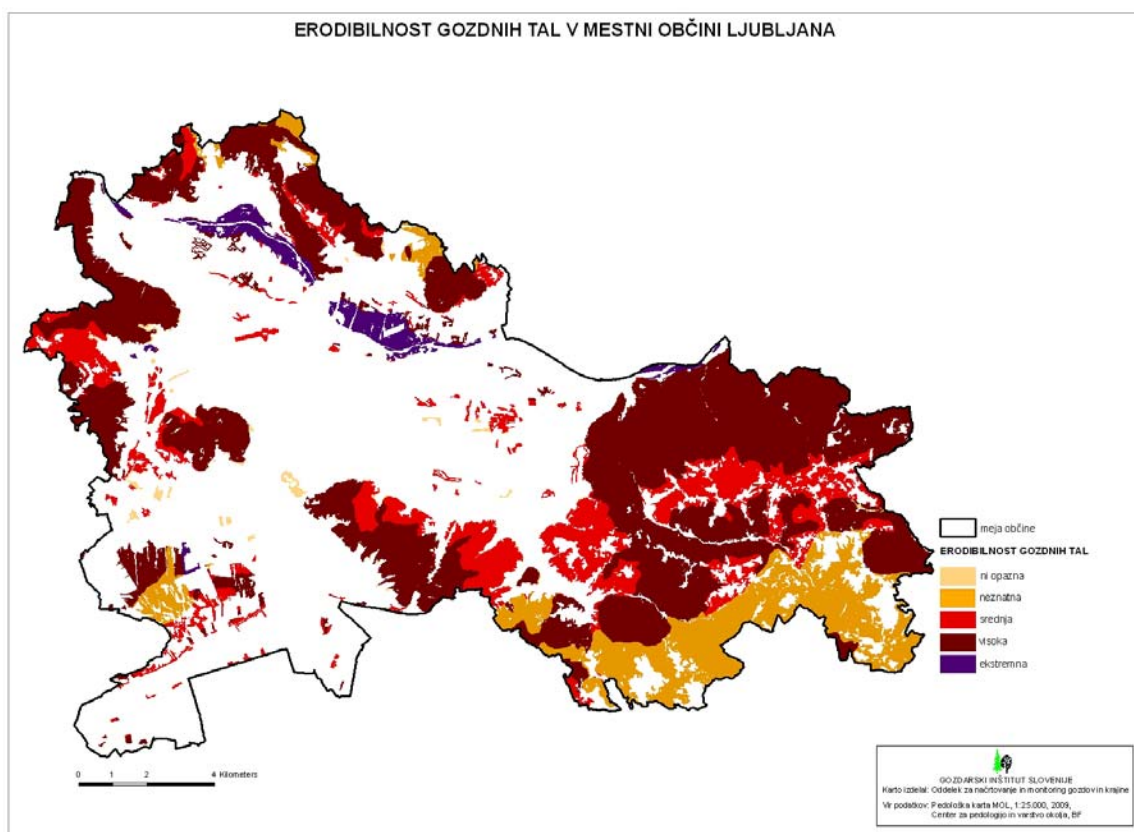 ERODIBILNOST GOZDNIH TAL V MESTNI OBČINI LJUBLJANA
meja občine
ERODIBILNOST GOZDNIH TAL
ni opazna
neznatna
srednja
visoka
ekstremna
0 1 2 4 Kilometers
GOZDARSKI INŠTITUT SLOVENIJE
Karto izdelal: Oddelek za načrtovanje in monitoring gozdov in krajine
Vir podatkov: Pedološka karta MOL, 1:25.000, 2009,
Center za pedologijo in varstvo okolja, BF